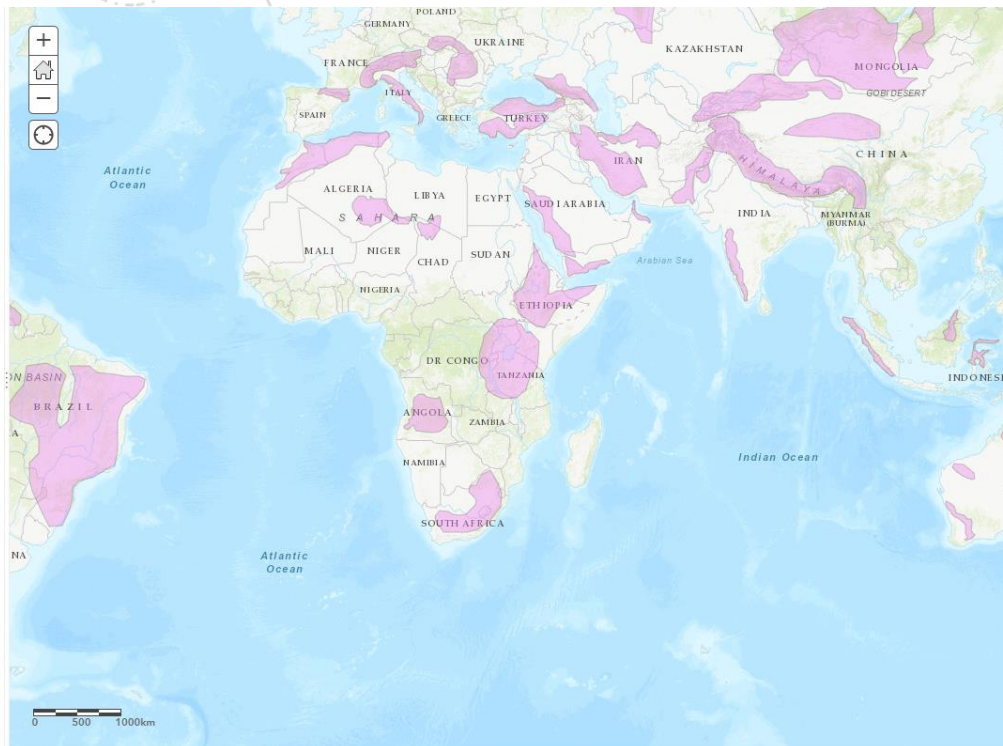 POLAND
GERMANY
UKRAINE
KAZAKHSTAN
FRANCE
MONGOLIA
ITALY
GOBI DESERT
SPAIN
GREECE
TURKEY
CHINA
IRAN
HIMALAYA
Atlantic
Ocean
ALGERIA
LIBYA
EGYPT
SAUDI ARABIA
SAHARA
INDIA
MYANMAR
(BURMA)
MALI
NIGER
CHAD
SUDAN
Arabian Sea
NIGERIA
ETHIOPIA
DR CONGO
TANZANIA
ON BASIN
INDONES
BRAZIL
ANGOLA
ZAMBIA
A
NAMIBIA
Indian Ocean
SOUTH AFRICA
NA
Atlantic
Ocean
0 500 1000km